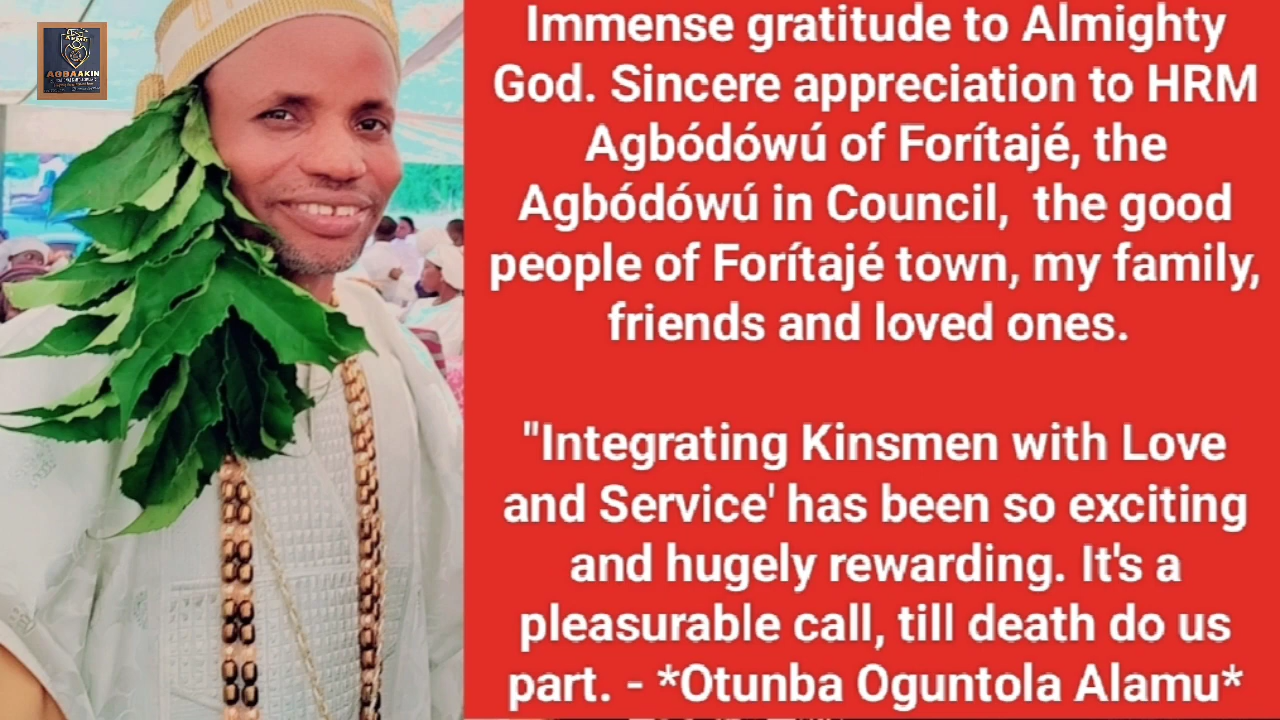 AGBAAKIN
Immense gratitude to Almighty
God. Sincere appreciation to HRM
Agbódówú of Forítajé, the
Agbódówú in Council, the good
people of Forítajé town, my family,
friends and loved ones.
"Integrating Kinsmen with Love
and Service' has been so exciting
and hugely rewarding. It's a
pleasurable call, till death do us
part. - *Otunba Oguntola Alamu*